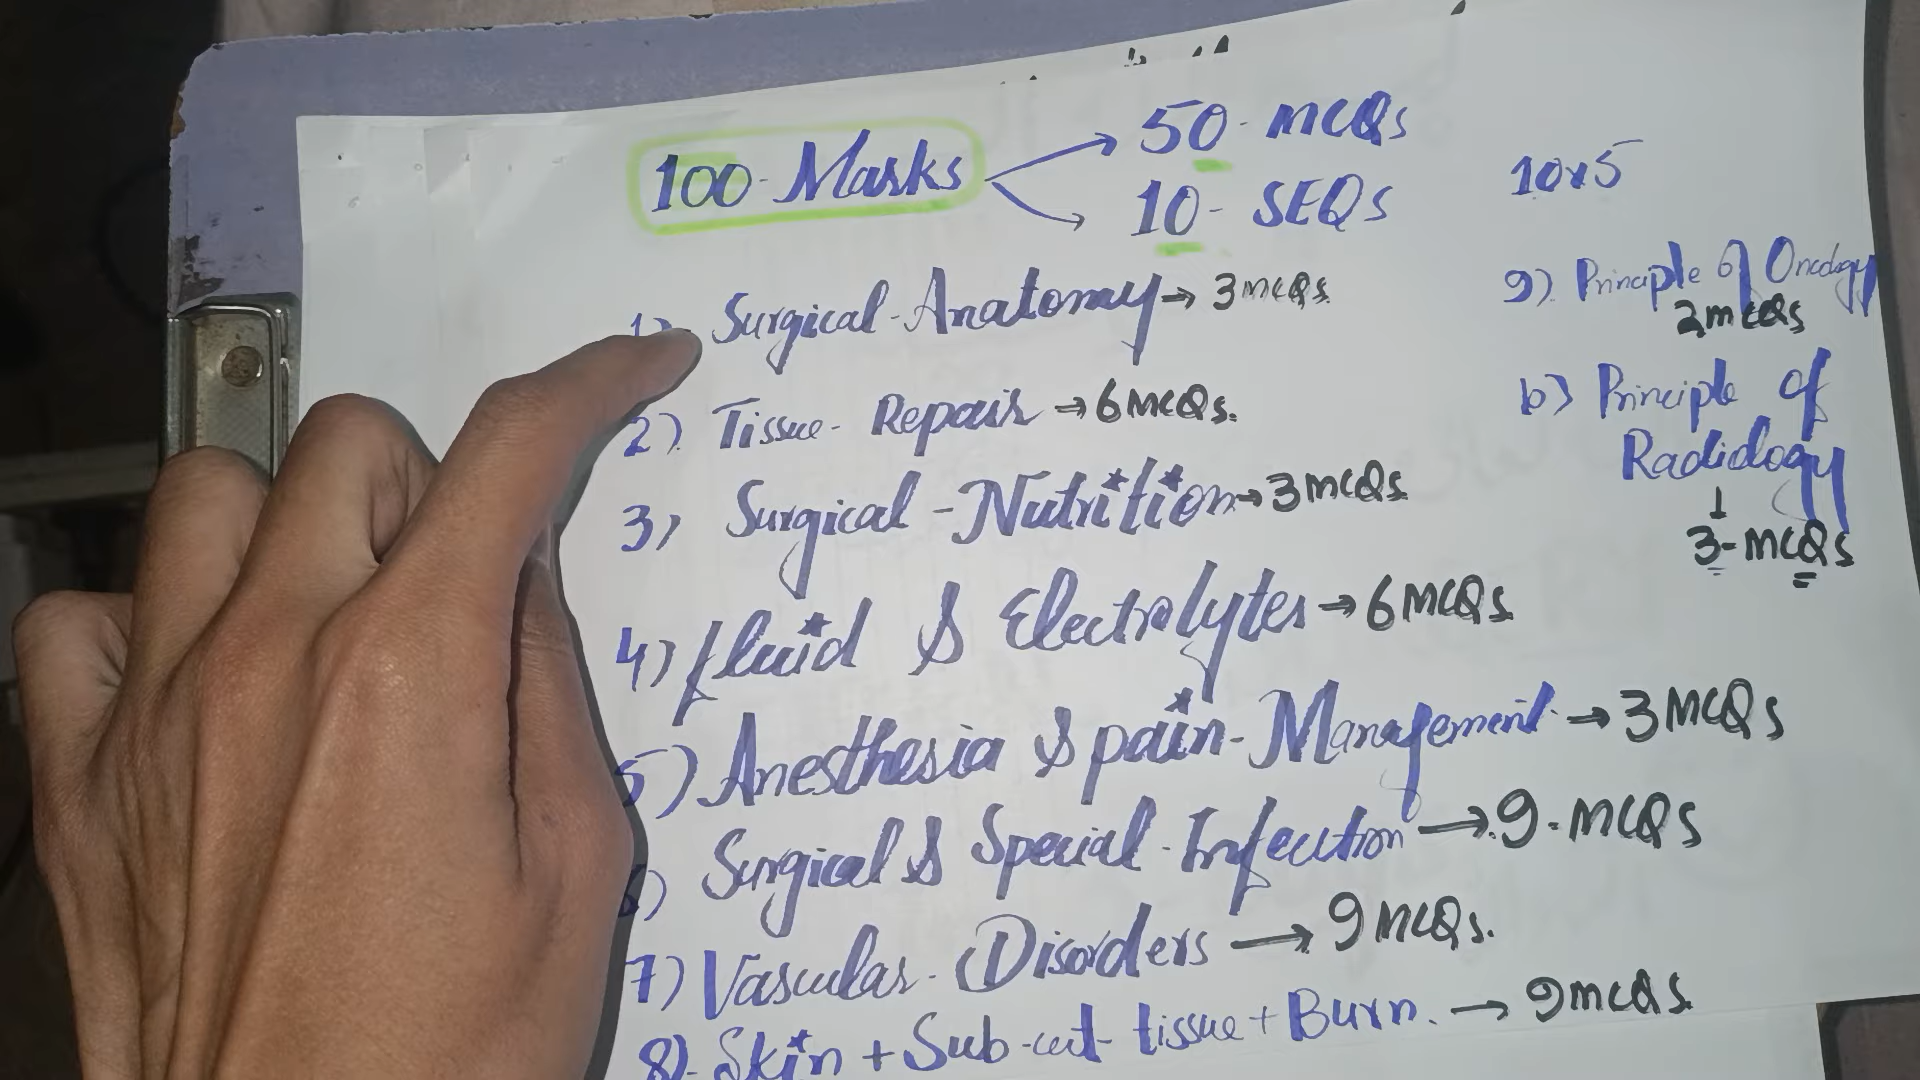 100 - Marks
50 - MCQs
10 - SEQs
10x5
1) Surgical - Anatomy → 3 MCQs.
2) Tissue - Repair → 6 MCQs.
3) Surgical - Nutrition → 3 MCQs.
4) fluid & Electrolytes → 6 MCQs.
5) Anesthesia & pain - Management → 3 MCQs
6) Surgical & Special - Infection → 9 - MCQs
7) Vascular - Disorders → 9 MCQs.
8) - Skin + Sub-cut- tissue + Burn. → 9 MCQs.
9) Principle of Oncology
2 MCQs
b) Principle of
Radiology
↓
3 - MCQs